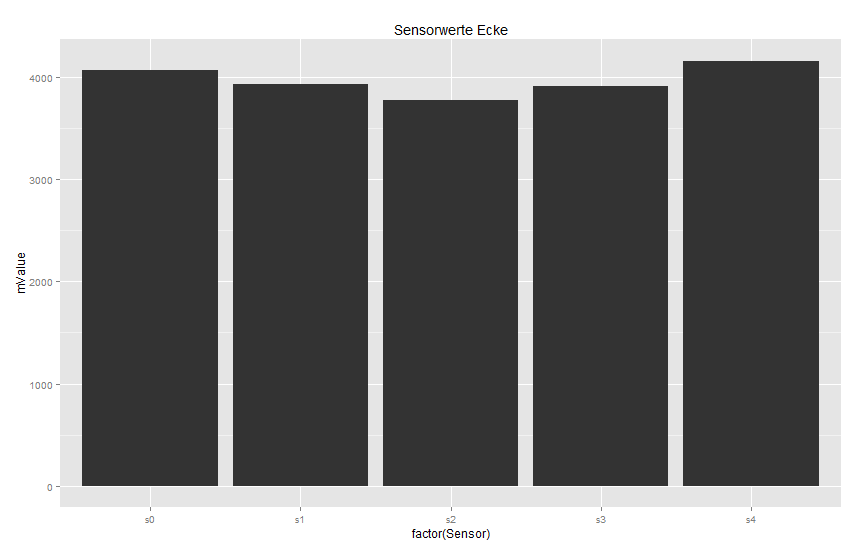 Sensorwerte Ecke
mValue
4000
3000
2000
1000
0
s0 s1 s2 s3 s4
factor(Sensor)